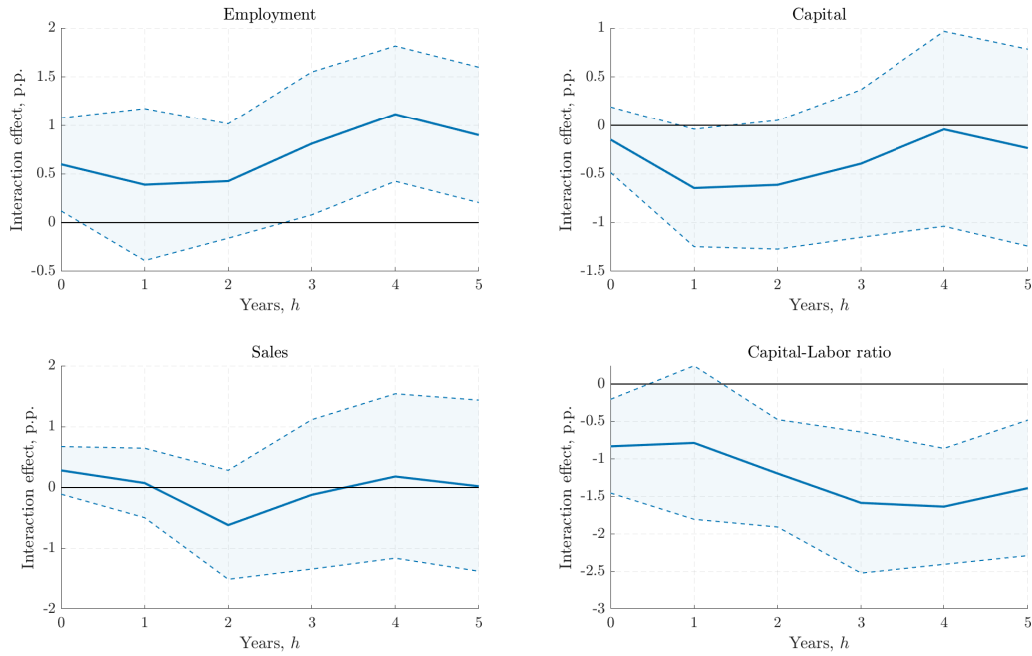 Employment
Interaction effect, p.p.
2
1.5
1
0.5
0
-0.5
0 1 2 3 4 5
Years, h
Capital
Interaction effect, p.p.
1
0.5
0
-0.5
-1
-1.5
0 1 2 3 4 5
Years, h
Sales
Interaction effect, p.p.
2
1
0
-1
-2
0 1 2 3 4 5
Years, h
Capital-Labor ratio
Interaction effect, p.p.
0
-0.5
-1
-1.5
-2
-2.5
-3
0 1 2 3 4 5
Years, h